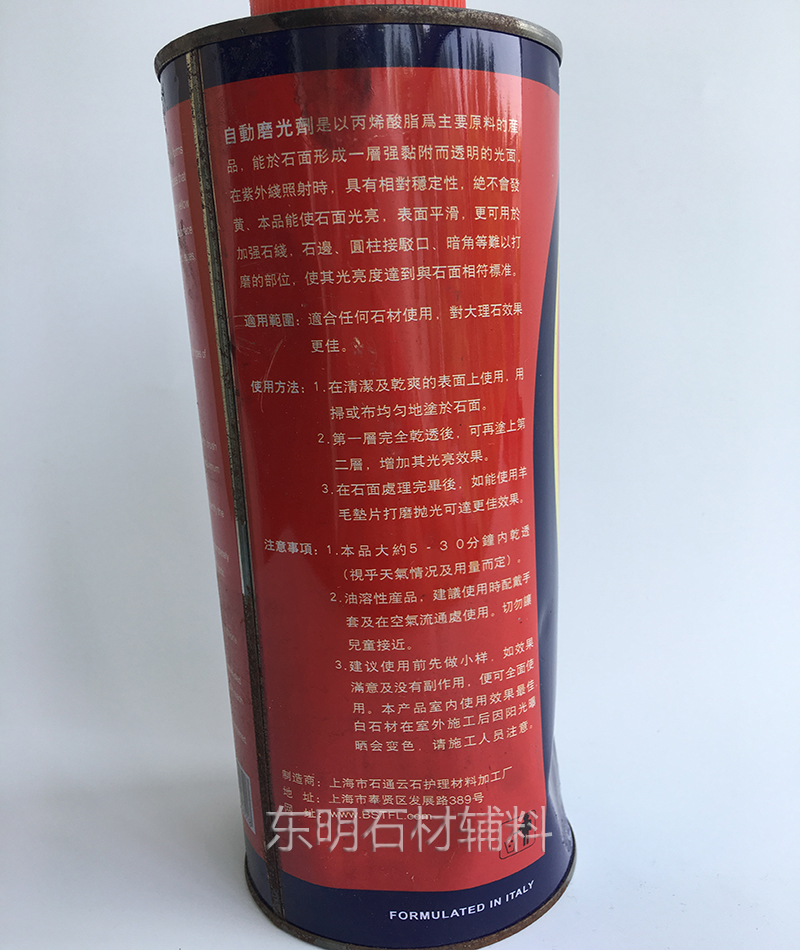 自動磨光劑是以丙烯酸脂爲主要原料的產
品，能於石面形成一層强黏附而透明的光面，
在紫外綫照射時，具有相對穩定性，絶不會發
黄、本品能使石面光亮，表面平滑，更可用於
加强石綫、石邊、圓柱接駁口、暗角等難以打
磨的部位，使其光亮度達到與石面相符標准。
適用範圍：適合任何石材使用，對大理石效果
更佳。
使用方法：1.在清潔及乾爽的表面上使用，用
掃或布均匀地塗於石面。
2.第一層完全乾透後，可再塗上第
二層，增加其光亮效果。
3.在石面處理完畢後，如能使用羊
毛墊片打磨抛光可達更佳效果。
注意事項：1.本品大約5-30分鐘内乾透
（視乎天氣情况及用量而定）。
2.油溶性産品，建議使用時配戴手
套及在空氣流通處使用。切勿讓
兒童接近。
3.建议使用前先做小样，如效果
滿意及没有副作用，便可全面使
用。本产品室内使用效果最佳
白石材在室外施工后因阳光曝
晒会变色，请施工人员注意。
制造商：上海市石通云石护理材料加工厂
地 址：上海市奉贤区发展路389号
网 址：www.BSTFL.com
东明石材辅料
FORMULATED IN ITALY